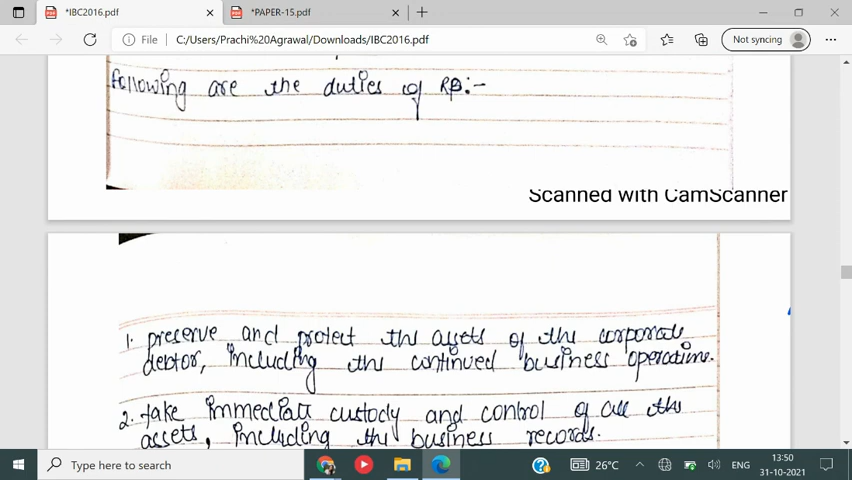 *IBC2016.pdf
*PAPER-15.pdf
File C:/Users/Prachi%20Agrawal/Downloads/IBC2016.pdf
Not syncing
following are the duties of RP:-
Scanned with CamScanner
1. preserve and protect the assets of the corporate
debtor, including the continued business operations.
2. take immediate custody and control of all the
assets, including the business records.
Type here to search
26°C
ENG
13:50
31-10-2021